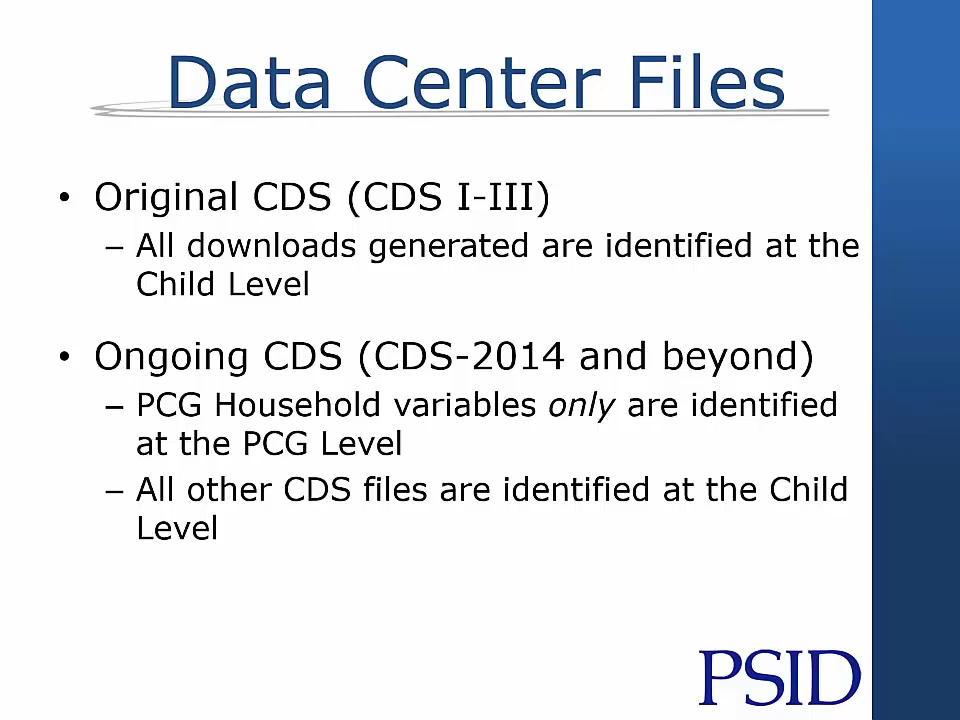 Data Center Files
• Original CDS (CDS I-III)
– All downloads generated are identified at the
Child Level
• Ongoing CDS (CDS-2014 and beyond)
– PCG Household variables only are identified
at the PCG Level
– All other CDS files are identified at the Child
Level
PSID